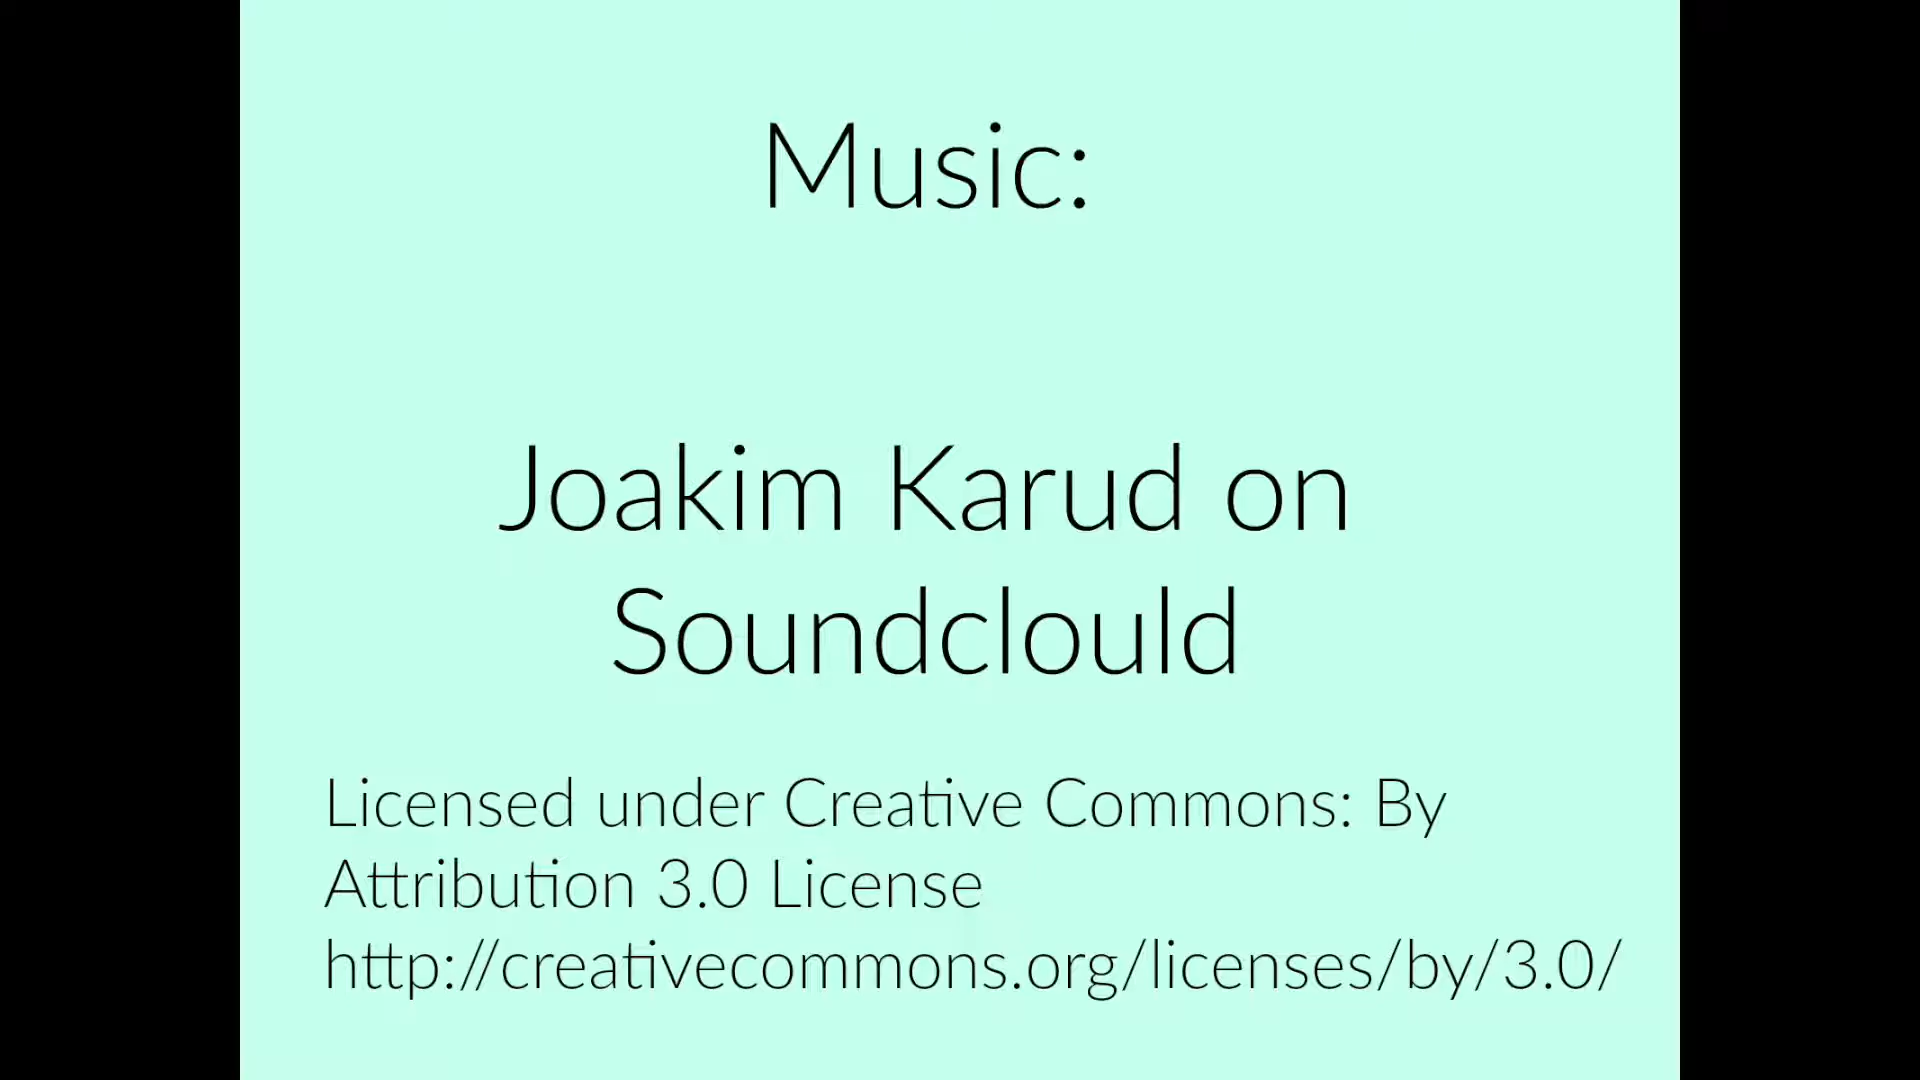 Music:
Joakim Karud on
Soundclould
Licensed under Creative Commons: By
Attribution 3.0 License
http://creativecommons.org/licenses/by/3.0/